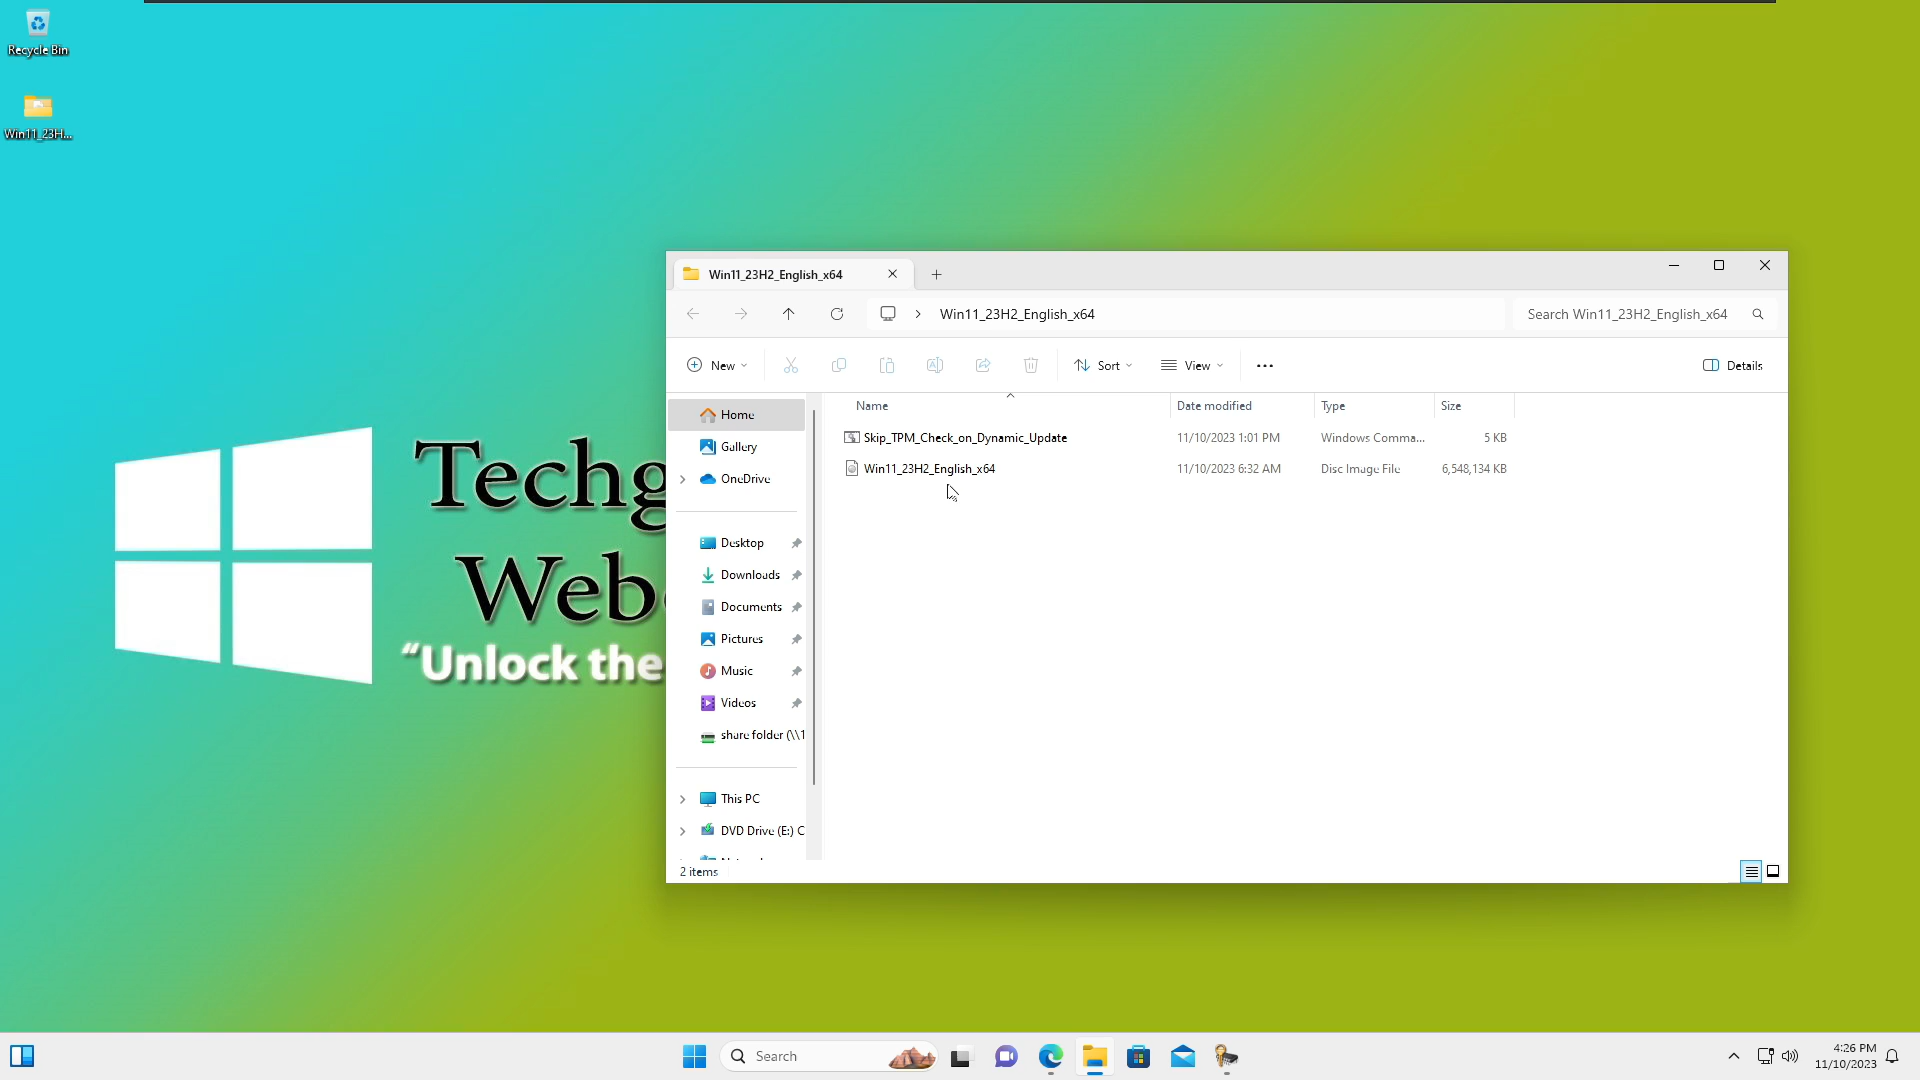 Recycle Bin
Win11_23H...
Techg
Web
“Unlock the
Win11_23H2_English_x64
Win11_23H2_English_x64
Search Win11_23H2_English_x64
New
Sort
View
Details
Name
Date modified
Type
Size
Skip_TPM_Check_on_Dynamic_Update
11/10/2023 1:01 PM
Windows Comma...
5 KB
Win11_23H2_English_x64
11/10/2023 6:32 AM
Disc Image File
6,548,134 KB
Home
Gallery
OneDrive
Desktop
Downloads
Documents
Pictures
Music
Videos
share folder (\\1
This PC
DVD Drive (E:) C
2 items
Search
4:26 PM
11/10/2023